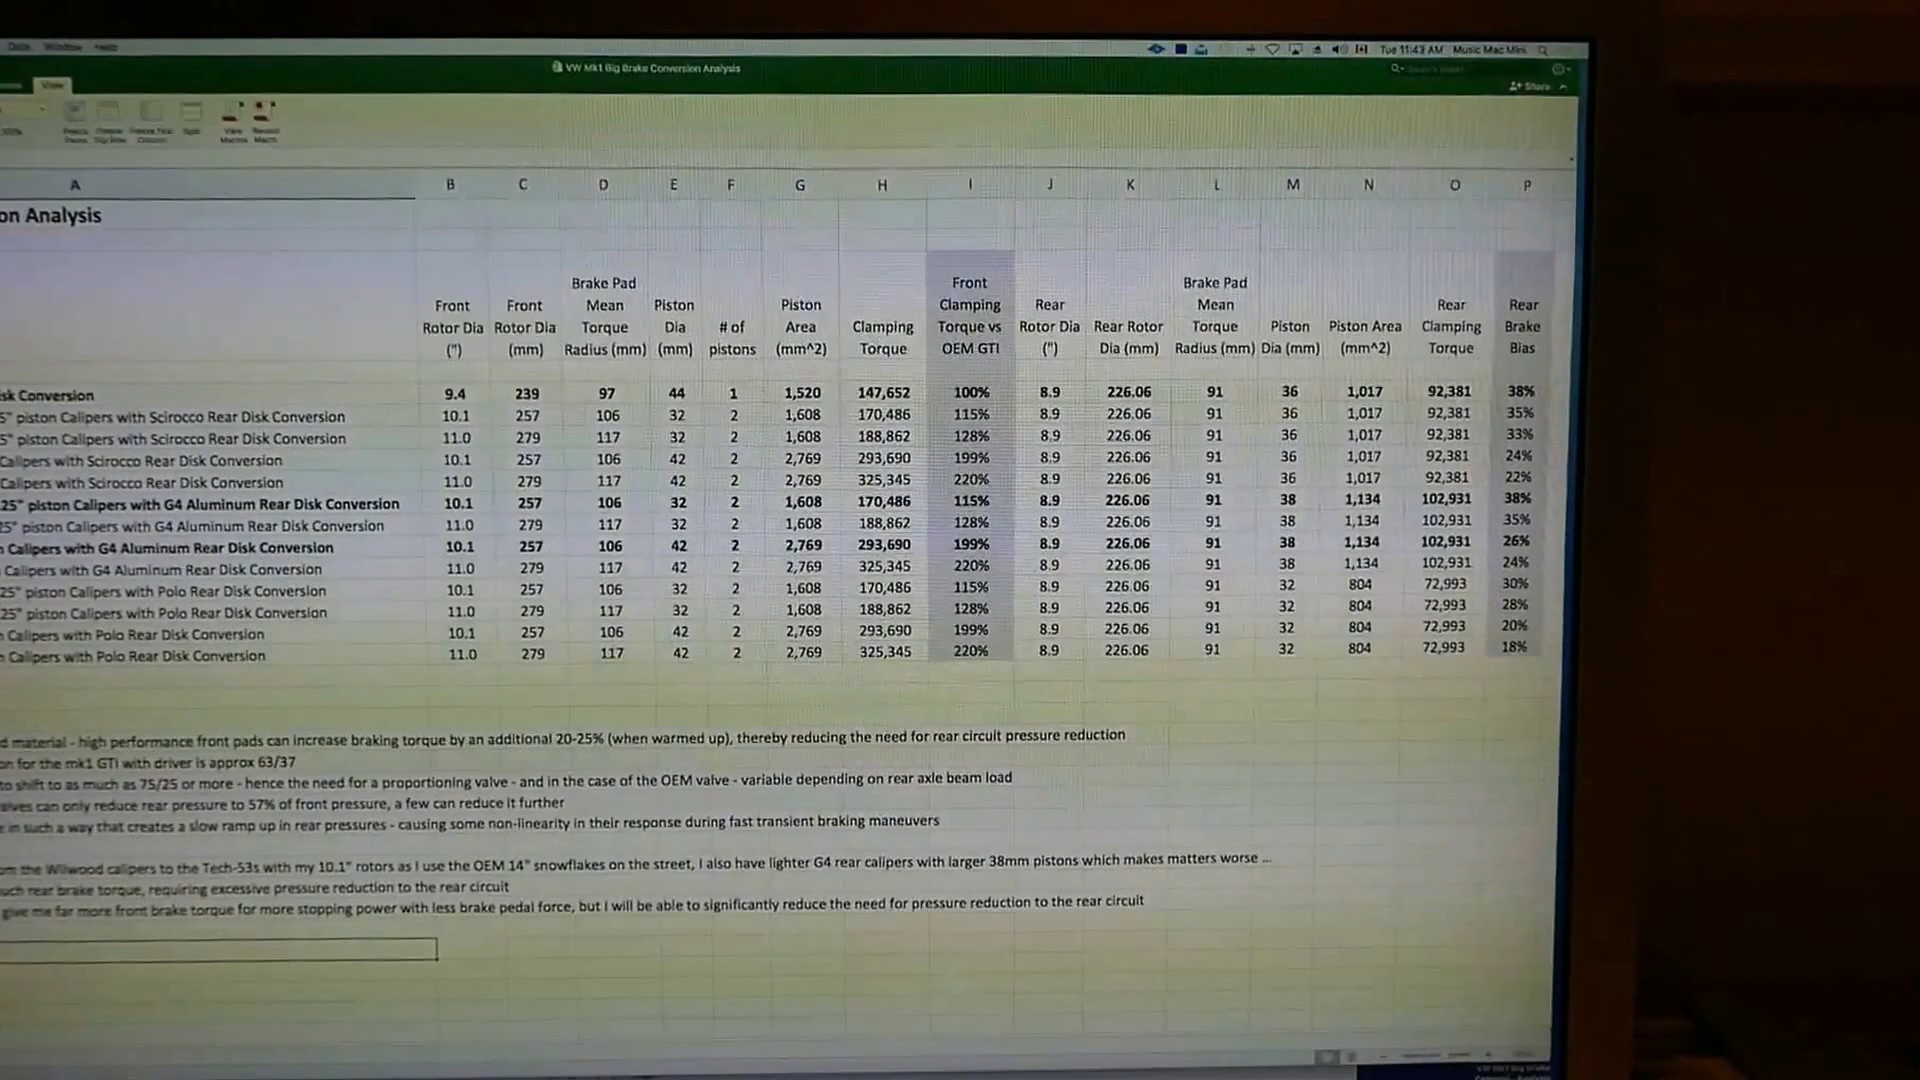 Data Window Help
Tue 11:43 AM Music Mac Mini
VW Mk1 Big Brake Conversion Analysis
View
Share
Split
View Macros Record Macro
A B C D E F G H I J K L M N O P
on Analysis
Front Rotor Dia (") Front Rotor Dia (mm) Brake Pad Mean Torque Radius (mm) Piston Dia (mm) # of pistons Piston Area (mm^2) Clamping Torque Front Clamping Torque vs OEM GTI Rear Rotor Dia (") Rear Rotor Dia (mm) Brake Pad Mean Torque Radius (mm) Piston Dia (mm) Piston Area (mm^2) Rear Clamping Torque Rear Brake Bias
isk Conversion 9.4 239 97 44 1 1,520 147,652 100% 8.9 226.06 91 36 1,017 92,381 38%
5" piston Calipers with Scirocco Rear Disk Conversion 10.1 257 106 32 2 1,608 170,486 115% 8.9 226.06 91 36 1,017 92,381 35%
5" piston Calipers with Scirocco Rear Disk Conversion 11.0 279 117 32 2 1,608 188,862 128% 8.9 226.06 91 36 1,017 92,381 33%
Calipers with Scirocco Rear Disk Conversion 10.1 257 106 42 2 2,769 293,690 199% 8.9 226.06 91 36 1,017 92,381 24%
Calipers with Scirocco Rear Disk Conversion 11.0 279 117 42 2 2,769 325,345 220% 8.9 226.06 91 36 1,017 92,381 22%
25" piston Calipers with G4 Aluminum Rear Disk Conversion 10.1 257 106 32 2 1,608 170,486 115% 8.9 226.06 91 38 1,134 102,931 38%
25" piston Calipers with G4 Aluminum Rear Disk Conversion 11.0 279 117 32 2 1,608 188,862 128% 8.9 226.06 91 38 1,134 102,931 35%
n Calipers with G4 Aluminum Rear Disk Conversion 10.1 257 106 42 2 2,769 293,690 199% 8.9 226.06 91 38 1,134 102,931 26%
Calipers with G4 Aluminum Rear Disk Conversion 11.0 279 117 42 2 2,769 325,345 220% 8.9 226.06 91 38 1,134 102,931 24%
25" piston Calipers with Polo Rear Disk Conversion 10.1 257 106 32 2 1,608 170,486 115% 8.9 226.06 91 32 804 72,993 30%
25" piston Calipers with Polo Rear Disk Conversion 11.0 279 117 32 2 1,608 188,862 128% 8.9 226.06 91 32 804 72,993 28%
n Calipers with Polo Rear Disk Conversion 10.1 257 106 42 2 2,769 293,690 199% 8.9 226.06 91 32 804 72,993 20%
n Calipers with Polo Rear Disk Conversion 11.0 279 117 42 2 2,769 325,345 220% 8.9 226.06 91 32 804 72,993 18%
d material - high performance front pads can increase braking torque by an additional 20-25% (when warmed up), thereby reducing the need for rear circuit pressure reduction
on for the mk1 GTI with driver is approx 63/37
to shift to as much as 75/25 or more - hence the need for a proportioning valve - and in the case of the OEM valve - variable depending on rear axle beam load
alves can only reduce rear pressure to 57% of front pressure, a few can reduce it further
e in such a way that creates a slow ramp up in rear pressures - causing some non-linearity in their response during fast transient braking maneuvers
om the Wilwood calipers to the Tech-53s with my 10.1" rotors as I use the OEM 14" snowflakes on the street, I also have lighter G4 rear calipers with larger 38mm pistons which makes matters worse ...
uch rear brake torque, requiring excessive pressure reduction to the rear circuit
give me far more front brake torque for more stopping power with less brake pedal force, but I will be able to significantly reduce the need for pressure reduction to the rear circuit